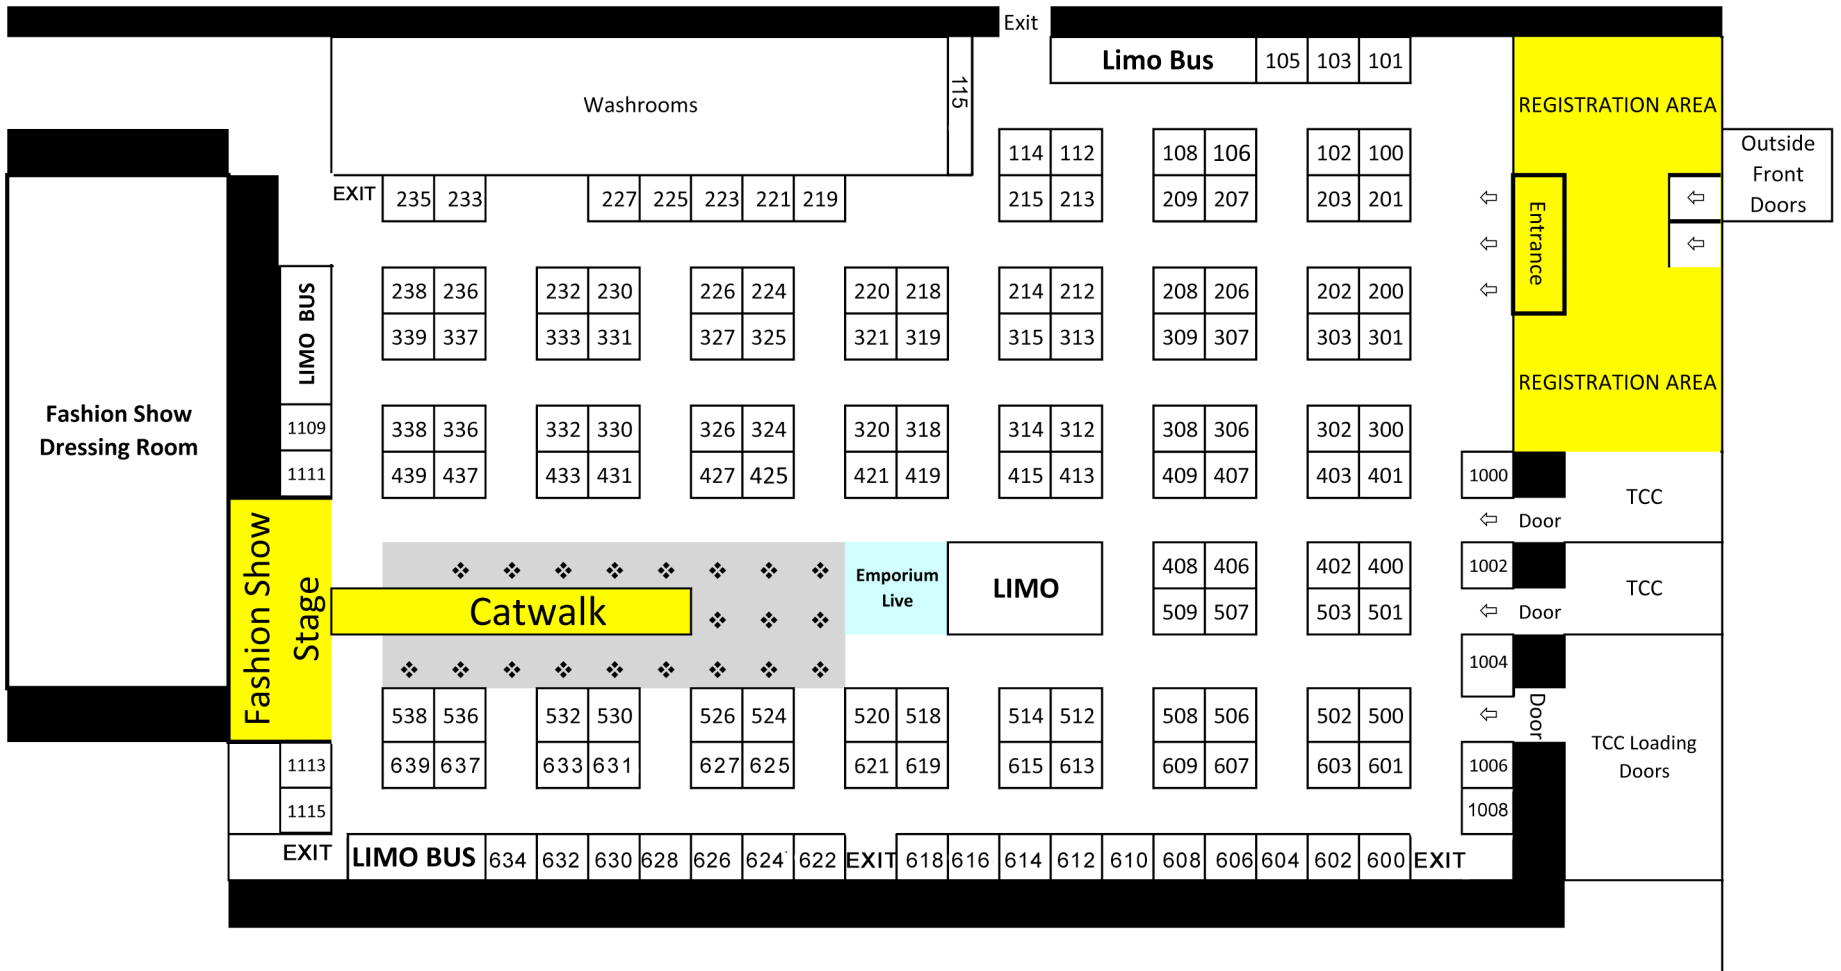 Exit
Limo Bus 105 103 101
Washrooms 115 REGISTRATION AREA
114 112 108 106 102 100 Outside
Front
Doors
EXIT 235 233 227 225 223 221 219 215 213 209 207 203 201 ⇦ Entrance ⇦
⇦ ⇦
LIMO BUS 238 236 232 230 226 224 220 218 214 212 208 206 202 200 ⇦
339 337 333 331 327 325 321 319 315 313 309 307 303 301
REGISTRATION AREA
Fashion Show
Dressing Room
1109 338 336 332 330 326 324 320 318 314 312 308 306 302 300
1111 439 437 433 431 427 425 421 419 415 413 409 407 403 401 1000
TCC
⇦ Door
Fashion Show
Stage
Catwalk
Emporium
Live
LIMO
408 406 402 400 1002
TCC
509 507 503 501 ⇦ Door
1004
538 536 532 530 526 524 520 518 514 512 508 506 502 500 ⇦ Door
TCC Loading
Doors
1113 639 637 633 631 627 625 621 619 615 613 609 607 603 601 1006
1115 1008
EXIT LIMO BUS 634 632 630 628 626 624 622 EXIT 618 616 614 612 610 608 606 604 602 600 EXIT